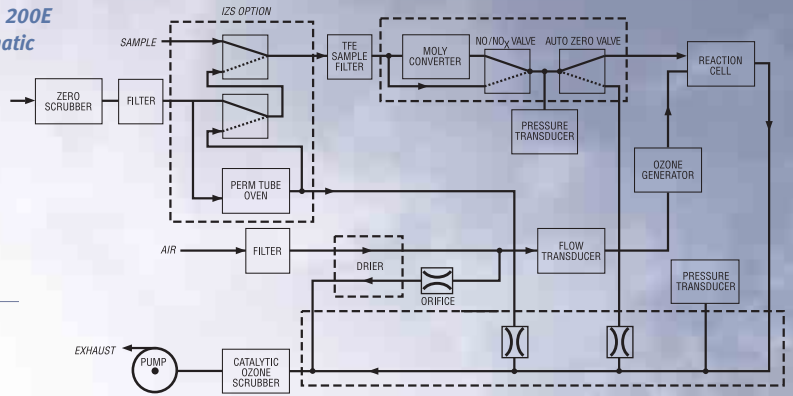 200E
IZS OPTION
SAMPLE
ZERO
SCRUBBER
FILTER
PERM TUBE
OVEN
TFE
SAMPLE
FILTER
MOLY
CONVERTER
NO/NOX VALVE
AUTO ZERO VALVE
PRESSURE
TRANSDUCER
REACTION
CELL
OZONE
GENERATOR
AIR
FILTER
DRIER
ORIFICE
FLOW
TRANSDUCER
PRESSURE
TRANSDUCER
EXHAUST
PUMP
CATALYTIC
OZONE
SCRUBBER